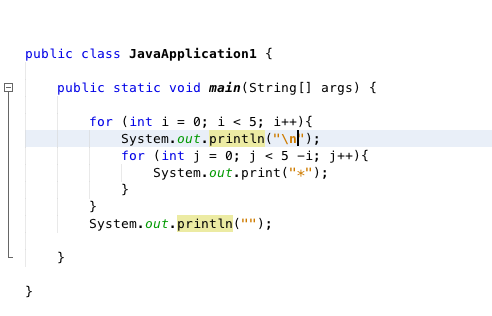 public class JavaApplication1 {
public static void main(String[] args) {
for (int i = 0; i < 5; i++){
System.out.println("\n");
for (int j = 0; j < 5 -i; j++){
System.out.print("*");
}
}
System.out.println("");
}
}